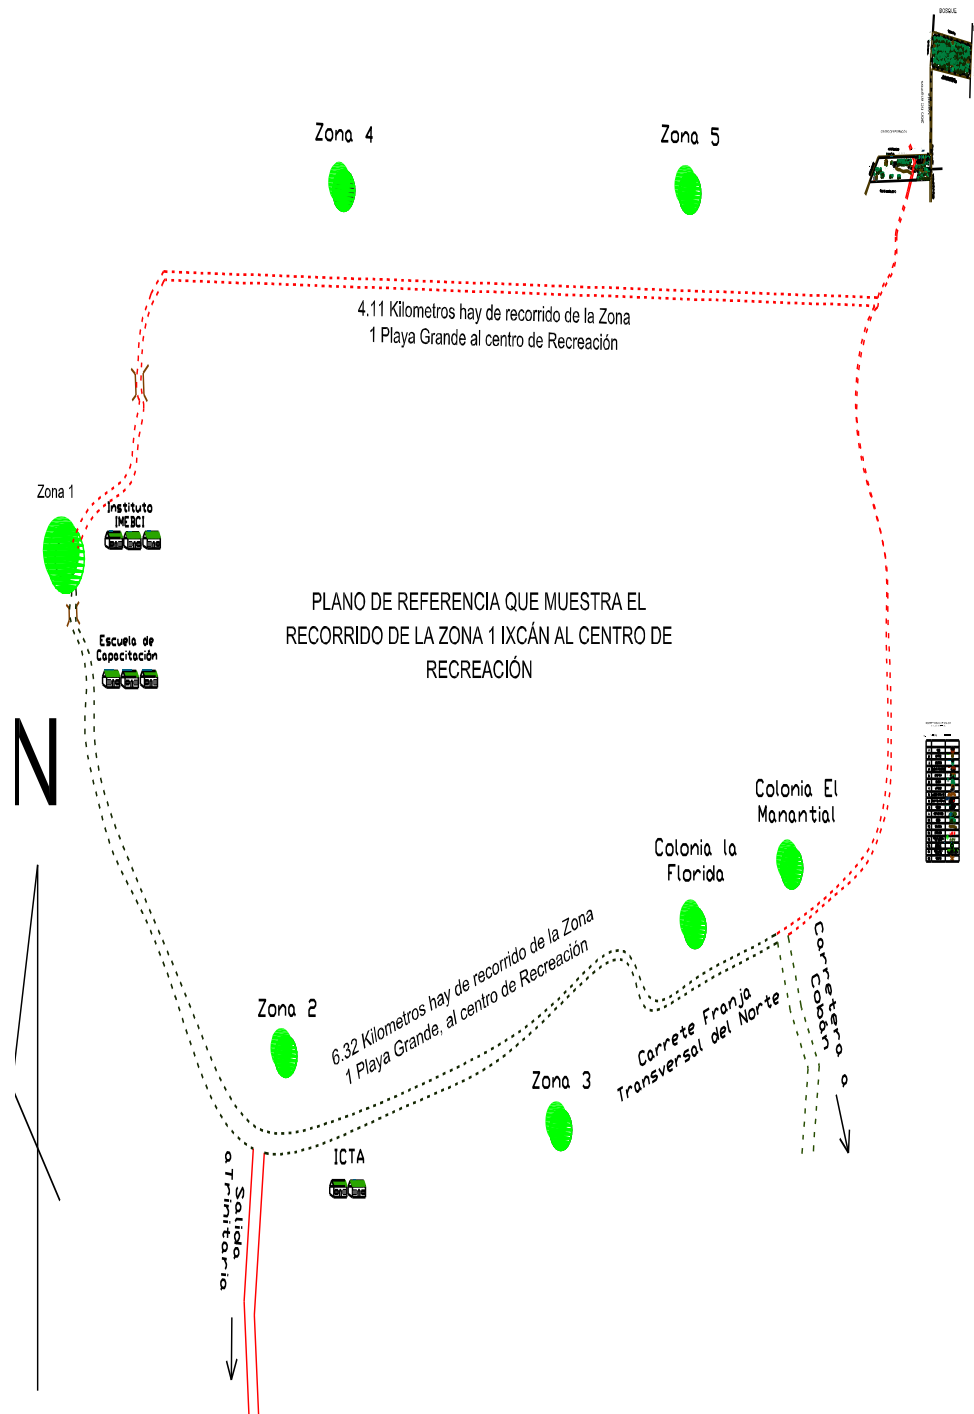 BOSQUE
Zona 4
Zona 5
4.11 Kilometros hay de recorrido de la Zona
1 Playa Grande al centro de Recreación
Zona 1
Instituto
IMEBCI
PLANO DE REFERENCIA QUE MUESTRA EL
RECORRIDO DE LA ZONA 1 IXCÁN AL CENTRO DE
RECREACIÓN
Escuela de
Capacitación
N
Colonia El
Manantial
Colonia la
Florida
6.32 Kilometros hay de recorrido de la Zona
1 Playa Grande, al centro de Recreación
Carretera a
Cobán
Carrete Franja
Transversal del Norte
Zona 2
Zona 3
ICTA
Salida
a Trinitaria